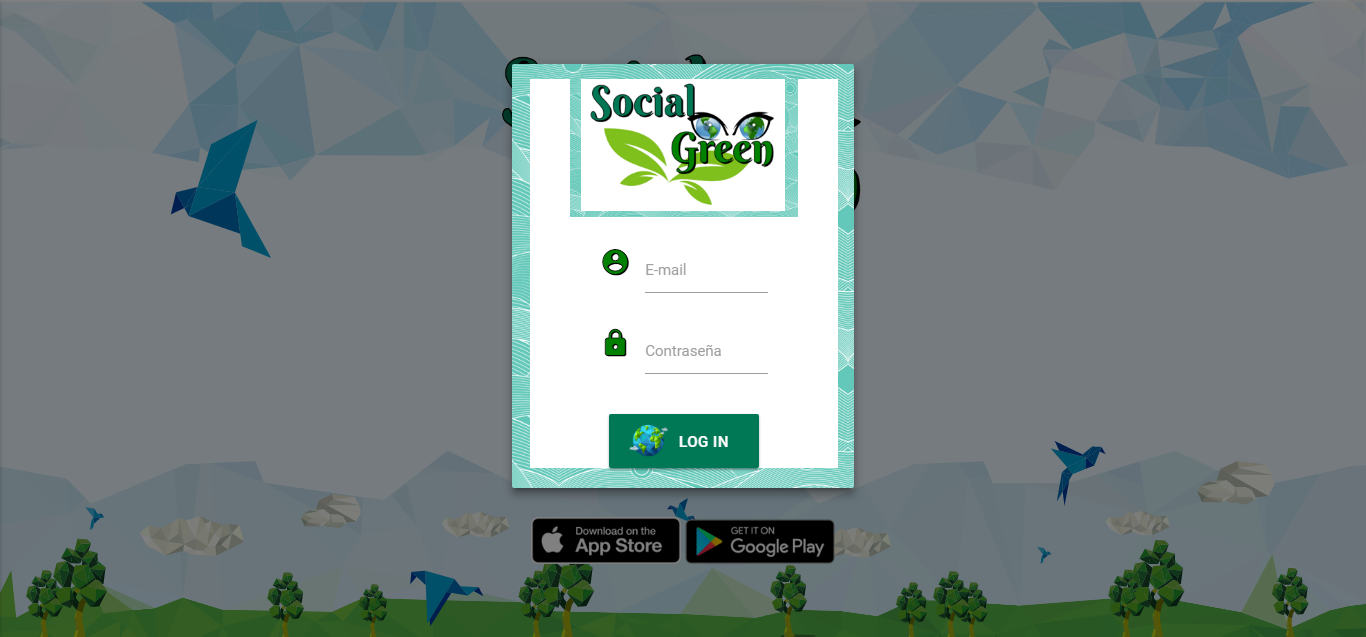 Social
Green
E-mail
Contraseña
LOG IN
Download on the
App Store
GET IT ON
Google Play